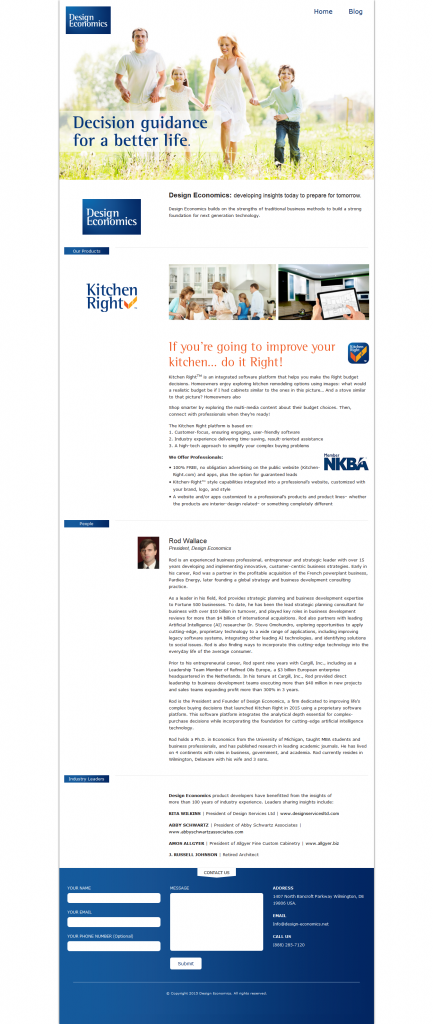 Design
Economics
Home
Blog
Decision guidance
for a better life.
Design Economics: developing insights today to prepare for tomorrow.
Design
Economics
Design Economics builds on the strengths of traditional business methods to build a strong
foundation for next generation technology.
Our Products
Kitchen
Right
If you're going to improve your
kitchen... do it Right!
Kitchen
Right
Kitchen Right™ is an integrated software platform that helps you make the Right budget
decisions. Homeowners enjoy exploring kitchen remodeling options using images: what would
a realistic budget be if I had cabinets similar to the ones in this picture... And a stove similar
to that picture? Homeowners also
Shop smarter by exploring the multi-media content about their budget choices. Then,
connect with professionals when they're ready!
The Kitchen Right platform is based on:
1. Customer-focus, ensuring engaging, user-friendly software
2. Industry experience delivering time-saving, result-oriented assistance
3. A high-tech approach to simplify your complex buying problems
We Offer Professionals:
Member
NKBA
• 100% FREE, no obligation advertising on the public website (Kitchen-
Right.com) and apps, plus the option for guaranteed leads
• Kitchen-Right™ style capabilities integrated into a professional's website, customized with
your brand, logo, and style
• A website and/or apps customized to a professional's products and product lines- whether
the products are interior-design related- or something completely different
People
Rod Wallace
President, Design Economics
Rod is an experienced business professional, entrepreneur and strategic leader with over 15
years developing and implementing innovative, customer-centric business strategies. Early in
his career, Rod was a partner in the profitable acquisition of the French powerplant business,
Fardiea Energy, later founding a global strategy and business development consulting
practice.
As a leader in his field, Rod provides strategic planning and business development expertise
to Fortune 500 businesses. To date, he has been the lead strategic planning consultant for
business with over $10 billion in turnover, and played key roles in business development
reviews for more than $4 billion of international acquisitions. Rod also partners with leading
Artificial Intelligence (AI) researcher Dr. Steve Omohundro, exploring opportunities to apply
cutting-edge, proprietary technology to a wide range of applications, including improving
legacy software systems, integrating other leading AI technologies, and identifying solutions
to social issues. Rod is also finding ways to incorporate this cutting-edge technology into the
everyday life of the average consumer.
Prior to his entrepreneurial career, Rod spent nine years with Cargill, Inc., including as a
Leadership Team Member of Refined Oils Europe, a $3 billion European enterprise
headquartered in the Netherlands. In his tenure at Cargill, Inc., Rod provided direct
leadership to business development teams executing more than $40 million in new projects
and sales teams expanding profit more than 300% in 3 years.
Rod is the President and Founder of Design Economics, a firm dedicated to improving life's
complex buying decisions that launched Kitchen Right in 2015 using a proprietary software
platform. This software platform integrates the analytical depth essential for complex-
purchase decisions while incorporating the foundation for cutting-edge artificial intelligence
technology.
Rod holds a Ph.D. in Economics from the University of Michigan, taught MBA students and
business professionals, and has published research in leading academic journals. He has lived
on 4 continents with roles in business, government, and academia. Rod currently resides in
Wilmington, Delaware with his wife and 2 sons.
Industry Leaders
Design Economics product developers have benefitted from the insights of
more than 100 years of industry experience. Leaders sharing insights include:
RITA WILKINS | President of Design Services Ltd | www.designservicesltd.com
ABBY SCHWARTZ | President of Abby Schwartz Associates |
www.abbyschwartzassociates.com
AMOS ALLGYER | President of Allgyer Fine Custom Cabinetry | www.allgyer.biz
J. RUSSELL JOHNSON | Retired Architect
CONTACT US
YOUR NAME
MESSAGE
ADDRESS
1407 North Bancroft Parkway Wilmington, DE
19806 USA.
YOUR EMAIL
EMAIL
info@design-economics.net
YOUR PHONE NUMBER (Optional)
CALL US
(888) 285-7120
Submit
© Copyright 2010 Design Economics. All rights reserved